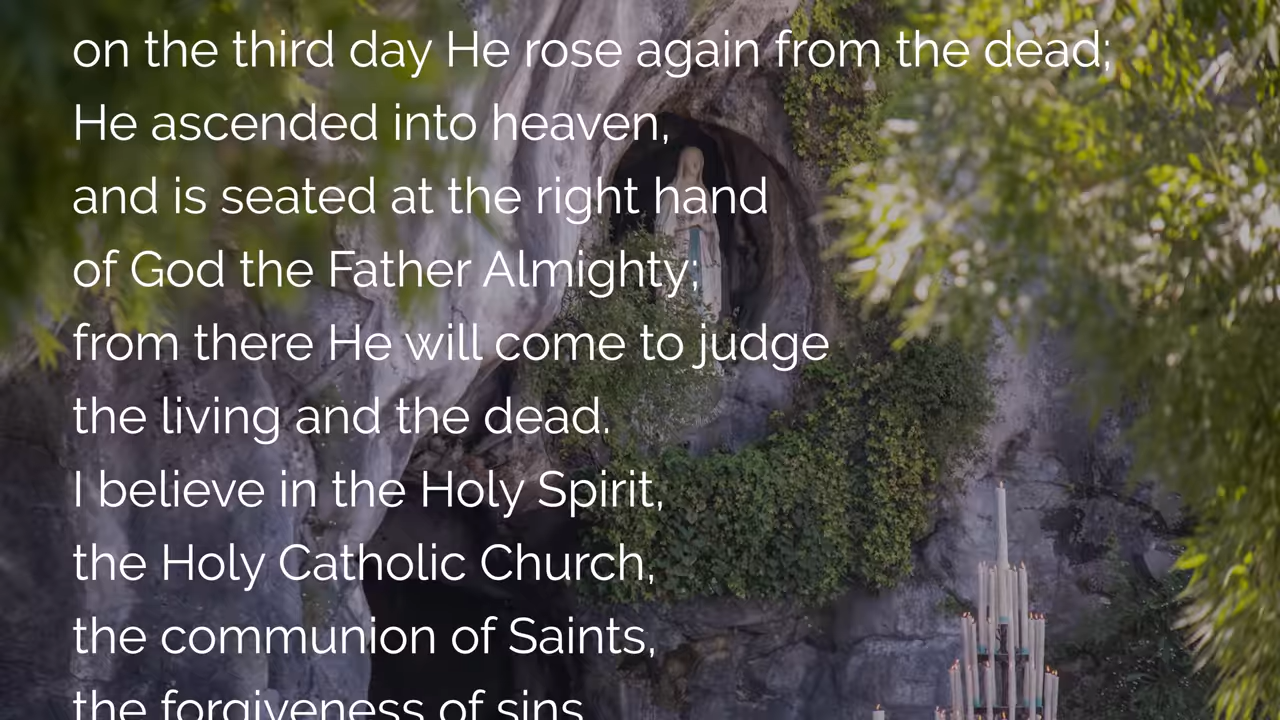 on the third day He rose again from the dead;
He ascended into heaven,
and is seated at the right hand
of God the Father Almighty;
from there He will come to judge
the living and the dead.
I believe in the Holy Spirit,
the Holy Catholic Church,
the communion of Saints,
the forgiveness of sins